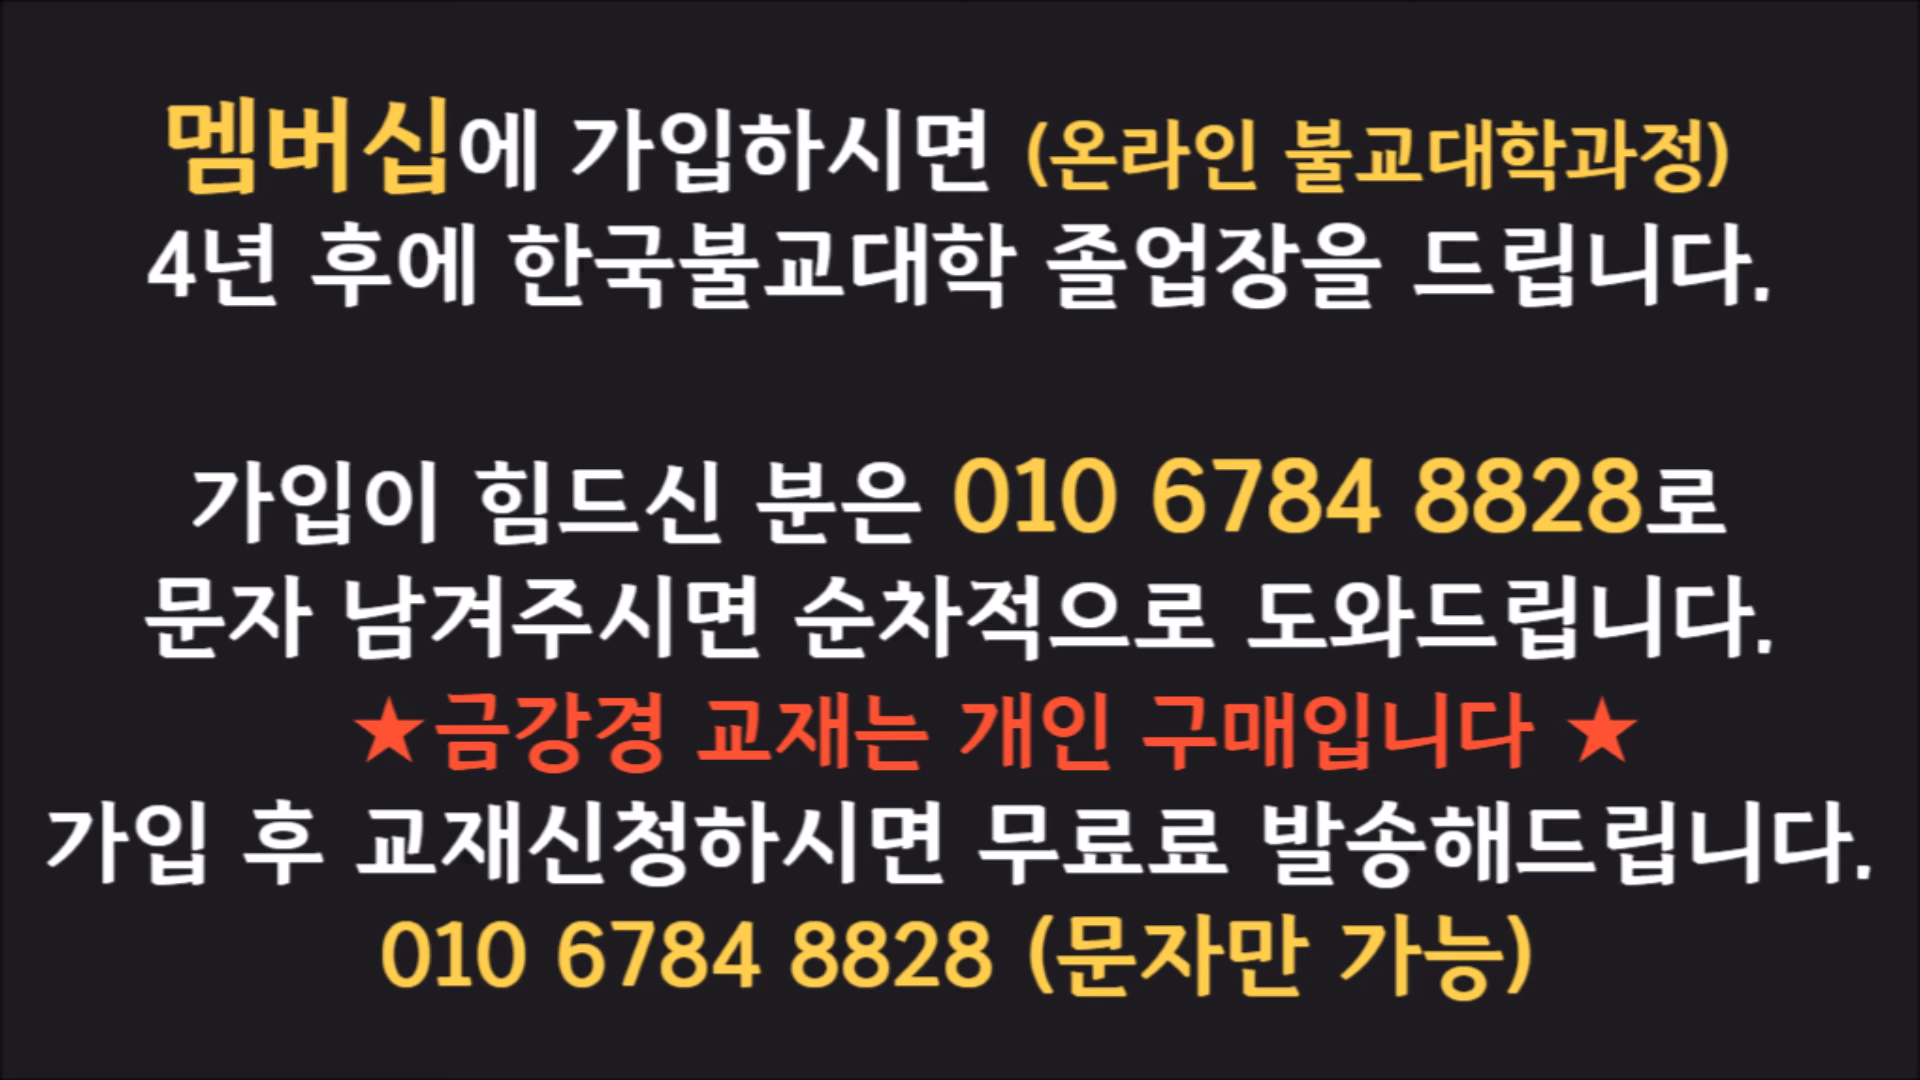 멤버십에 가입하시면 (온라인 불교대학과정)
4년 후에 한국불교대학 졸업장을 드립니다.
가입이 힘드신 분은 010 6784 8828로
문자 남겨주시면 순차적으로 도와드립니다.
★금강경 교재는 개인 구매입니다 ★
가입 후 교재신청하시면 무료료 발송해드립니다.
010 6784 8828 (문자만 가능)